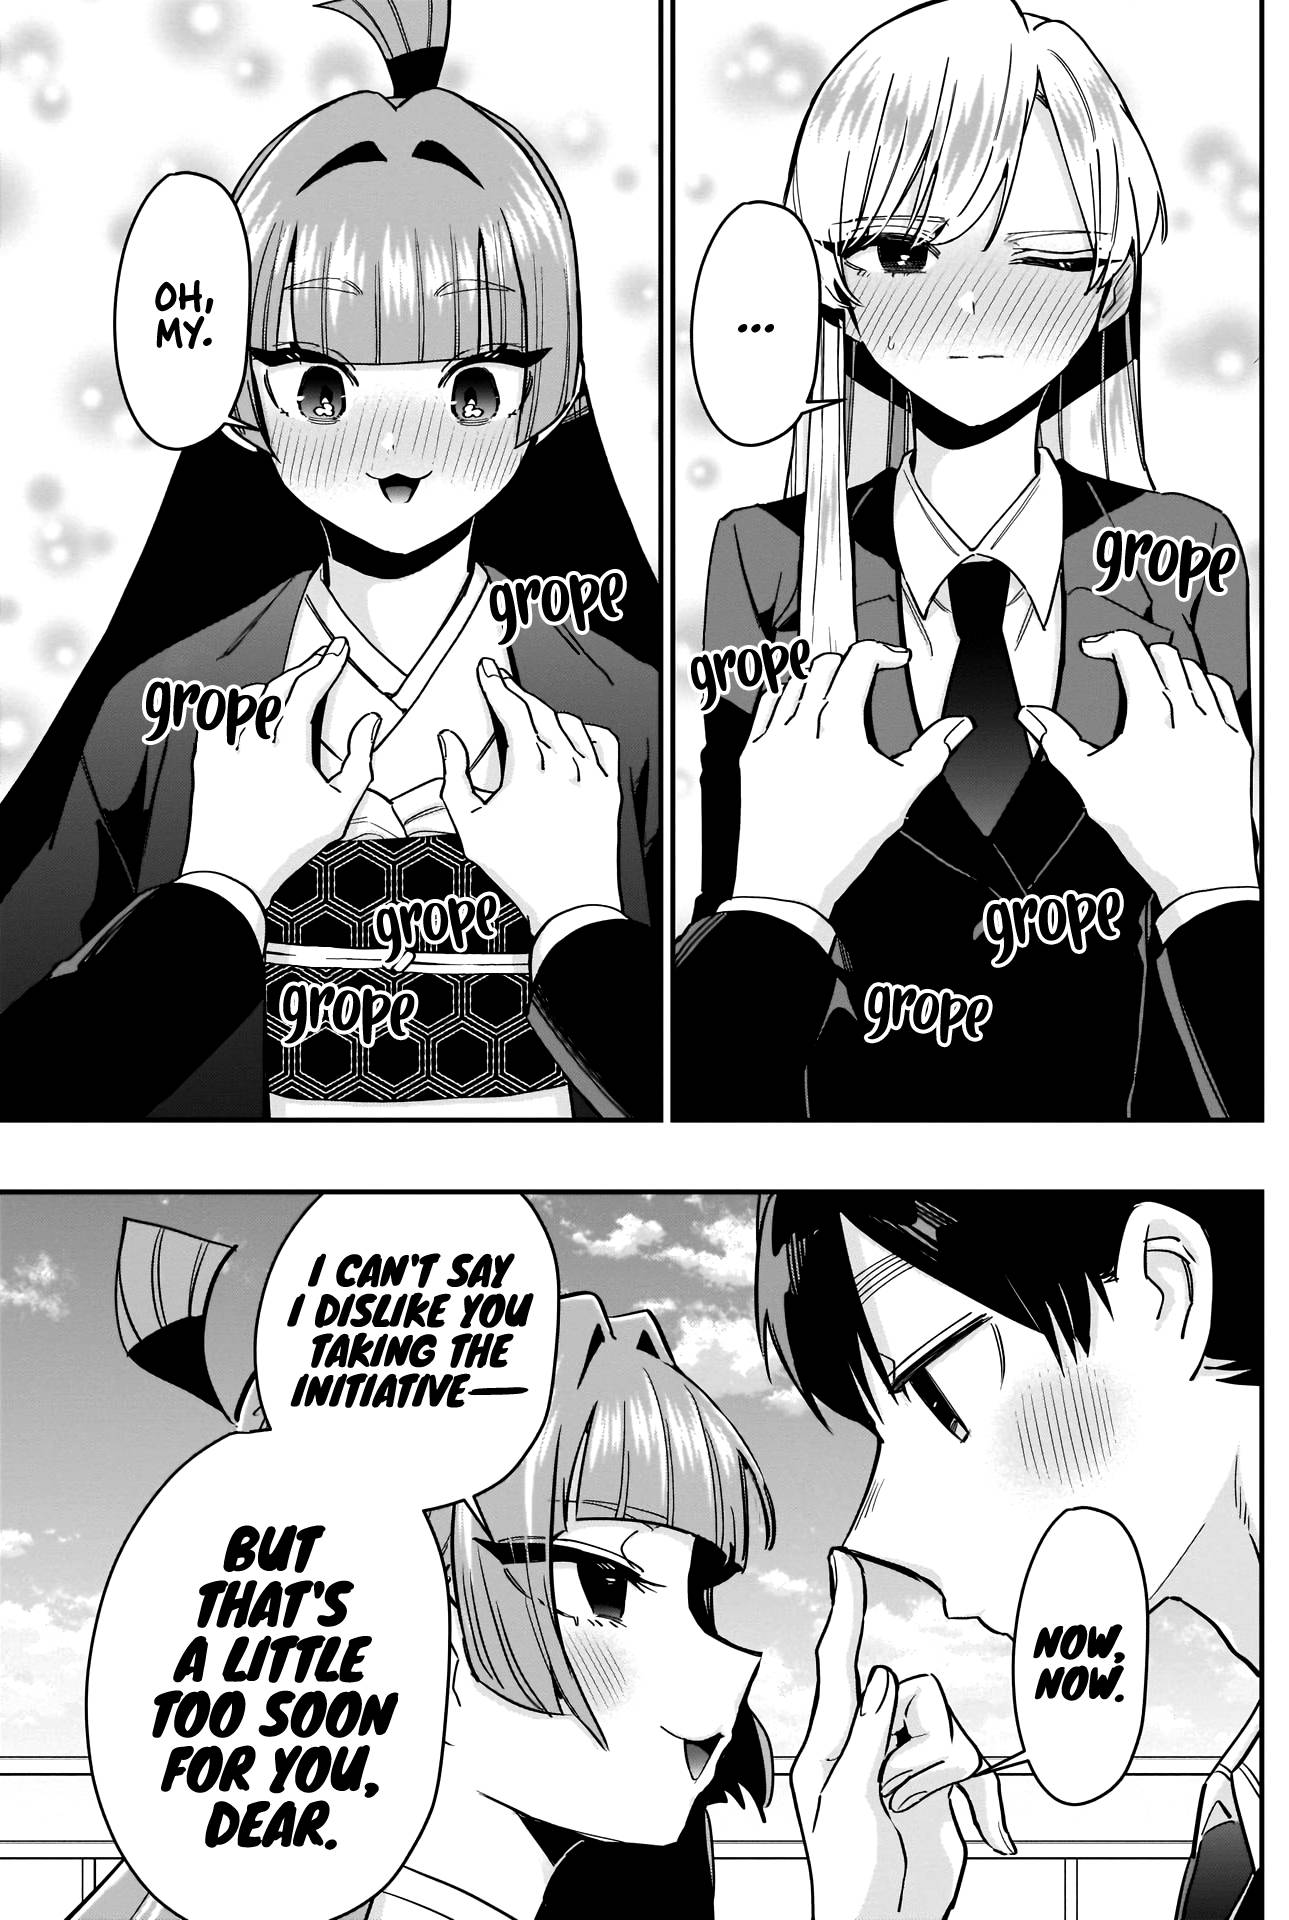 ...
grope
grope
grope
grope
OH,
MY.
grope
grope
grope
grope
NOW,
NOW.
I CAN'T SAY
I DISLIKE YOU
TAKING THE
INITIATIVE—
BUT
THAT'S
A LITTLE
TOO SOON
FOR YOU,
DEAR.